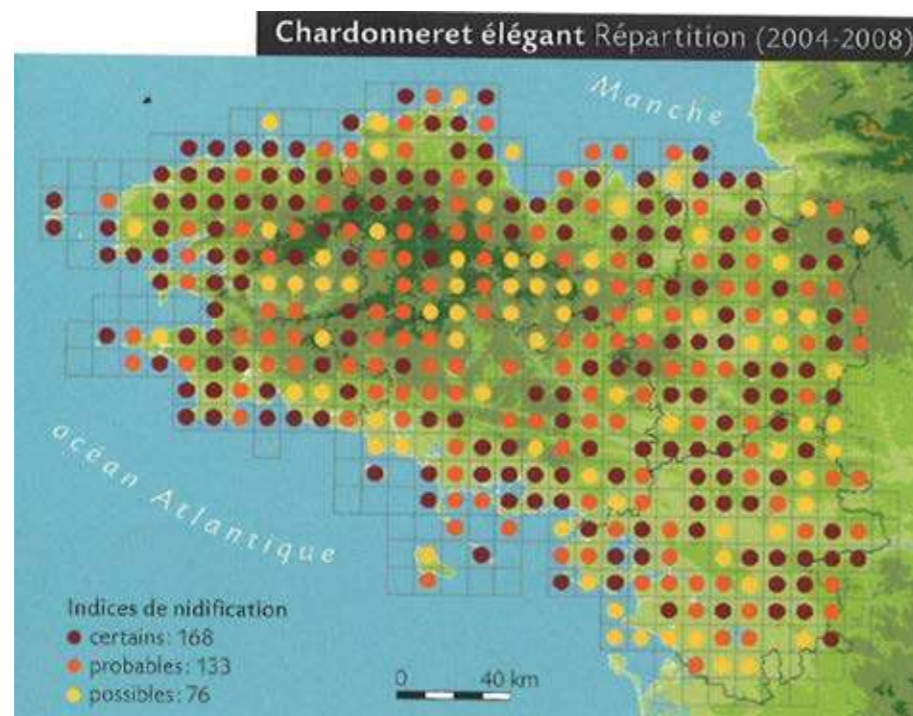 Chardonneret élégant Répartition (2004-2008)
Manche
océan Atlantique
Indices de nidification
certains: 168
probables: 133
possibles: 76
0 40 km